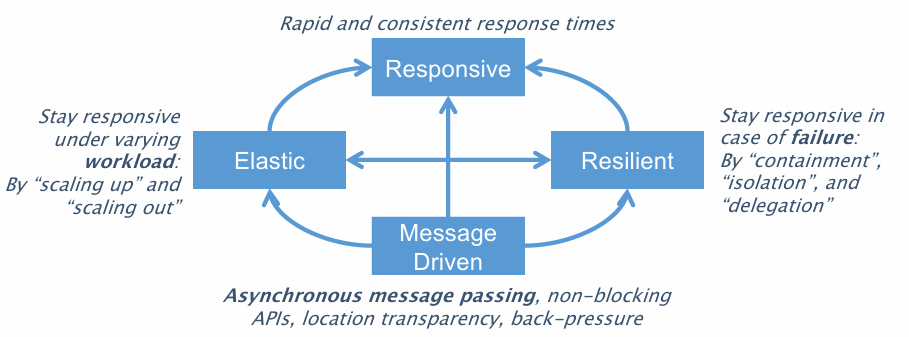 Rapid and consistent response times
Responsive
Stay responsive
under varying
workload:
By “scaling up” and
“scaling out”
Elastic
Resilient
Stay responsive in
case of failure:
By “containment”,
“isolation”, and
“delegation”
Message
Driven
Asynchronous message passing, non-blocking
APIs, location transparency, back-pressure